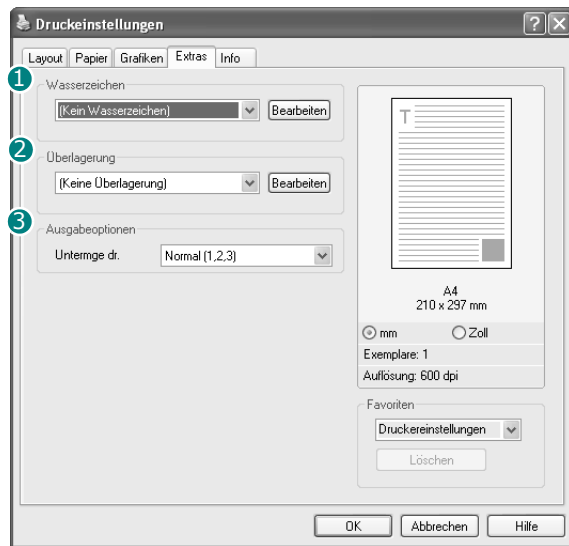 Druckeinstellungen
Layout Papier Grafiken Extras Info
1
Wasserzeichen
(Kein Wasserzeichen) Bearbeiten
2
Überlagerung
(Keine Überlagerung) Bearbeiten
3
Ausgabeoptionen
Untermge dr. Normal (1,2,3)
T
A4
210 x 297 mm
mm Zoll
Exemplare: 1
Auflösung: 600 dpi
Favoriten
Druckereinstellungen
Löschen
OK Abbrechen Hilfe